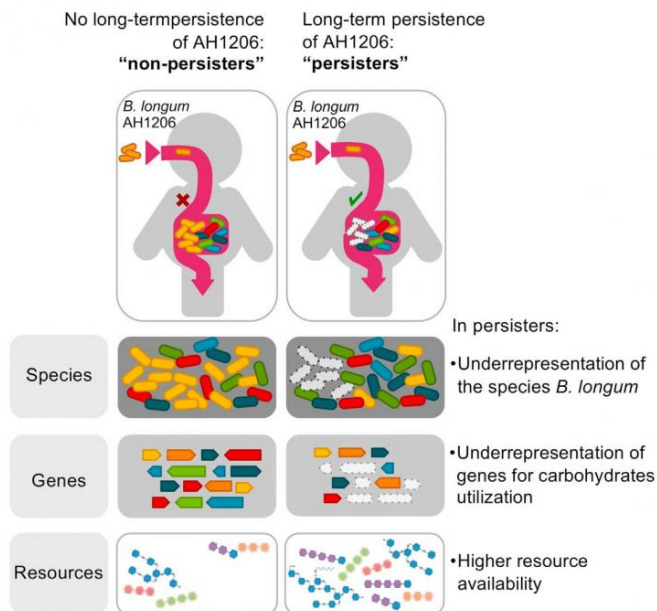 No long-termpersistence
of AH1206:
“non-persisters”
Long-term persistence
of AH1206:
“persisters”
B. longum
AH1206
B. longum
AH1206
In persisters:
Species
•Underrepresentation of
the species B. longum
Genes
•Underrepresentation of
genes for carbohydrates
utilization
Resources
•Higher resource
availability